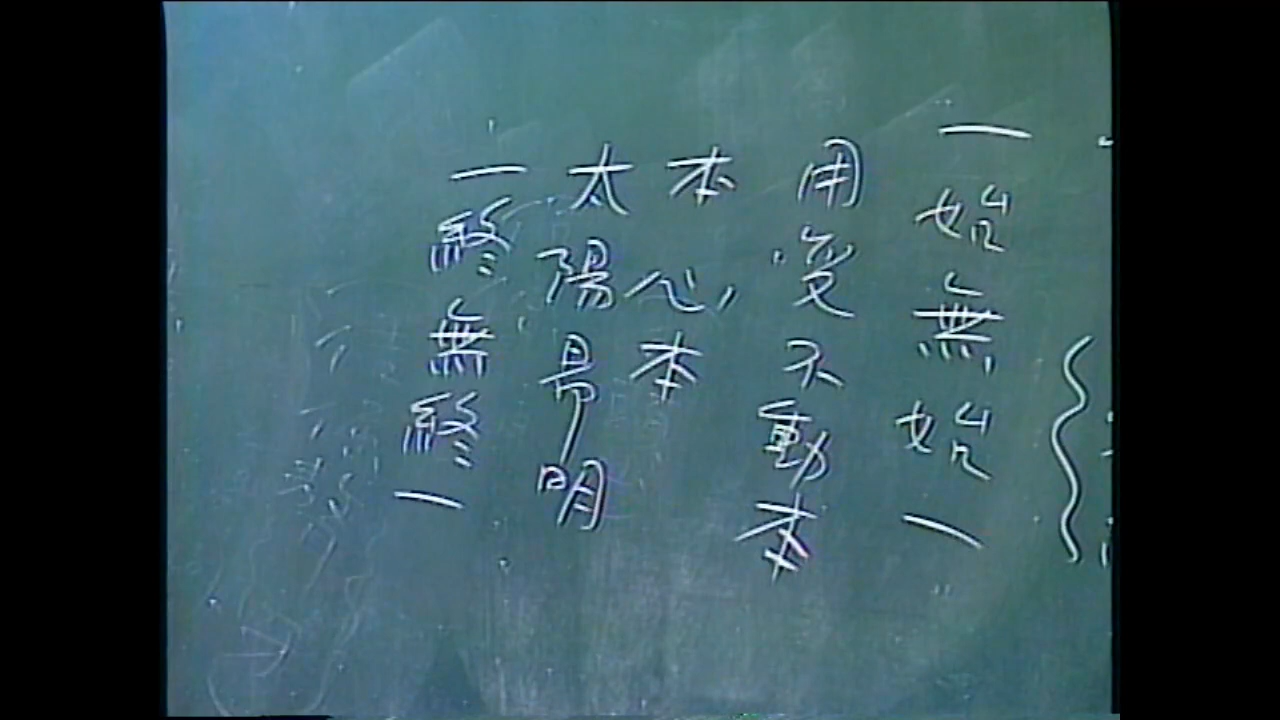 一始無始一
用變不動本
本心本
太陽昻明
一終無終一